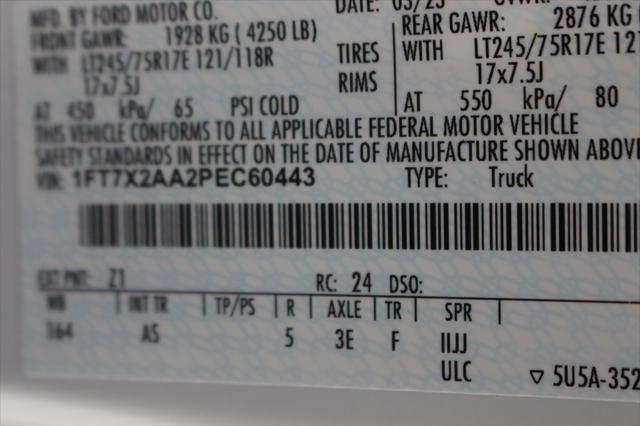 MFD. BY FORD MOTOR CO.
DATE: 03/23
FRONT GAWR: 1928 KG ( 4250 LB)
REAR GAWR: 2876 KG
WITH LT245/75R17E 121/118R TIRES
WITH LT245/75R17E 12
17x7.5J RIMS
17x7.5J
AT 450 kPa/ 65 PSI COLD
AT 550 kPa/ 80
THIS VEHICLE CONFORMS TO ALL APPLICABLE FEDERAL MOTOR VEHICLE
SAFETY STANDARDS IN EFFECT ON THE DATE OF MANUFACTURE SHOWN ABOVE
VIN: 1FT7X2AA2PEC60443 TYPE: Truck
EXT PNT: Z1 RC: 24 DSO:
WB | INT TR | TP/PS | R | AXLE | TR | SPR |
164 AS 5 3E F IIJJ
ULC ▽ 5U5A-352